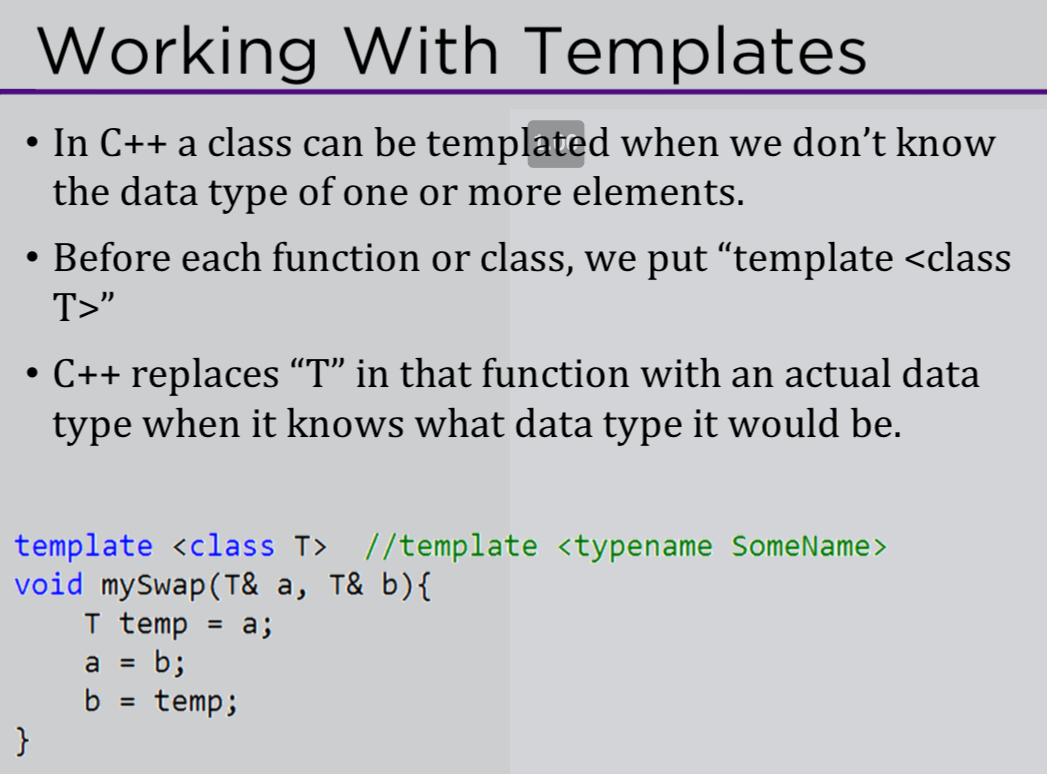 Working With Templates
• In C++ a class can be templated when we don’t know
the data type of one or more elements.
• Before each function or class, we put “template <class
T>”
• C++ replaces “T” in that function with an actual data
type when it knows what data type it would be.
template <class T>  //template <typename SomeName>
void mySwap(T& a, T& b){
    T temp = a;
    a = b;
    b = temp;
}